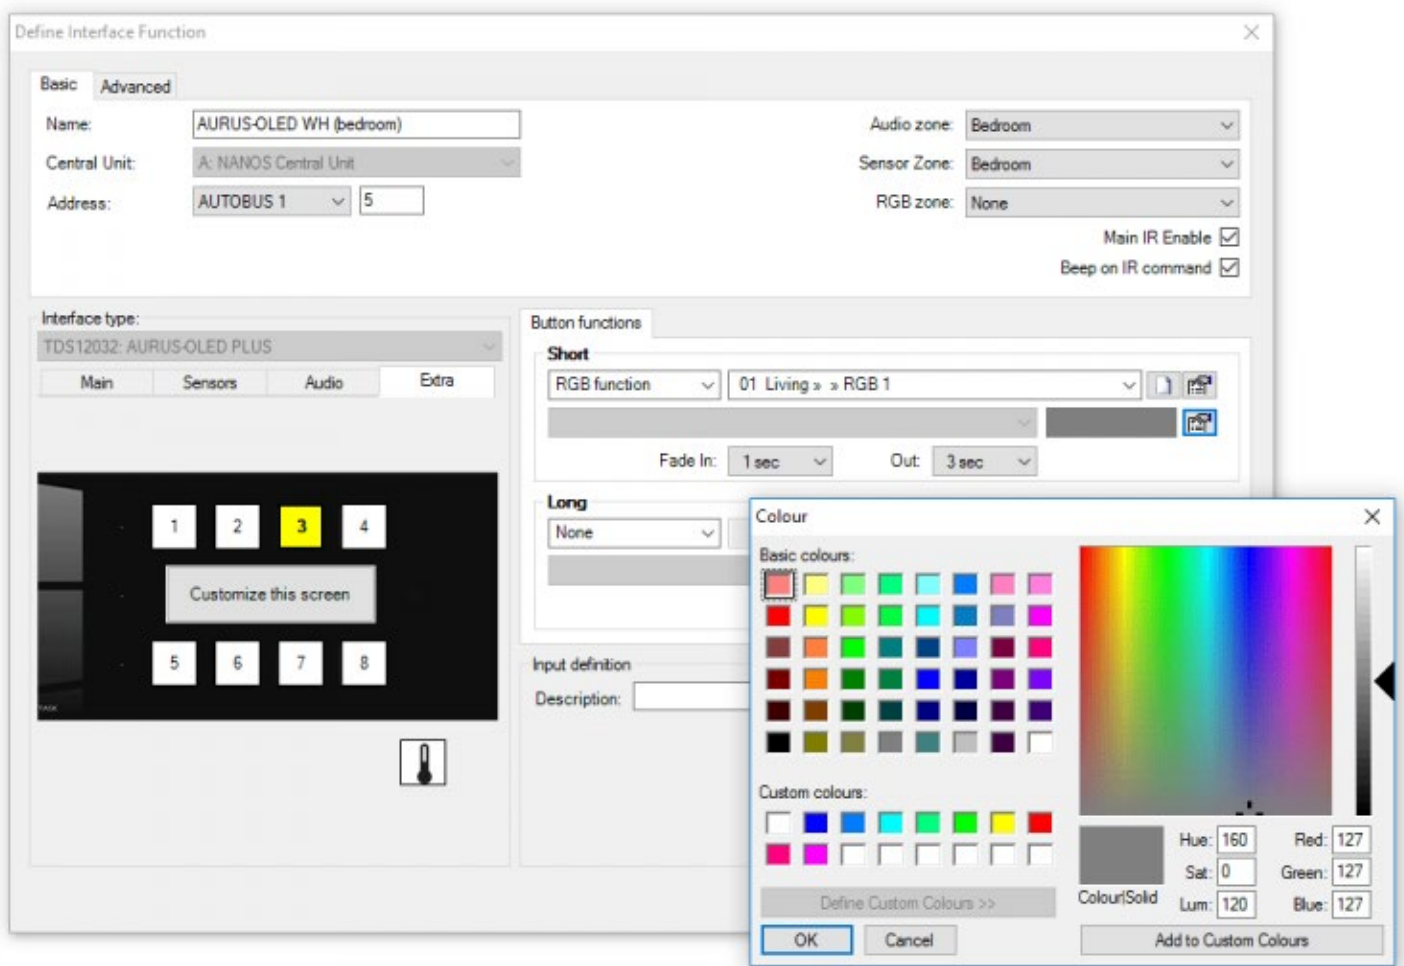 Define Interface Function
Basic Advanced
Name: AURUS-OLED WH (bedroom)
Central Unit: A: NANOS Central Unit
Address: AUTOBUS 1 5
Audio zone: Bedroom
Sensor Zone: Bedroom
RGB zone: None
Main IR Enable
Beep on IR command
Interface type:
TDS12032: AURUS-OLED PLUS
Main Sensors Audio Extra
1 2 3 4
Customize this screen
5 6 7 8
Button functions
Short
RGB function 01 Living » » RGB 1
Fade In: 1 sec Out: 3 sec
Long
None
Input definition
Description:
Colour
Basic colours:
Custom colours:
Define Custom Colours >>
OK Cancel
Colour|Solid
Hue: 160 Red: 127
Sat: 0 Green: 127
Lum: 120 Blue: 127
Add to Custom Colours